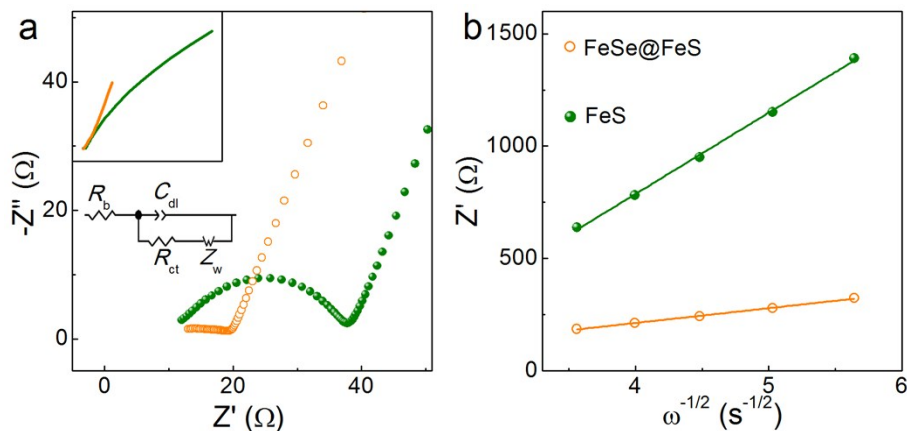 a
40
20
0
-Z'' (Ω)
R_b
C_dl
R_ct
Z_w
0 20 40
Z' (Ω)
b
1500
1000
500
0
Z' (Ω)
FeSe@FeS
FeS
4 5 6
ω^-1/2 (s^-1/2)